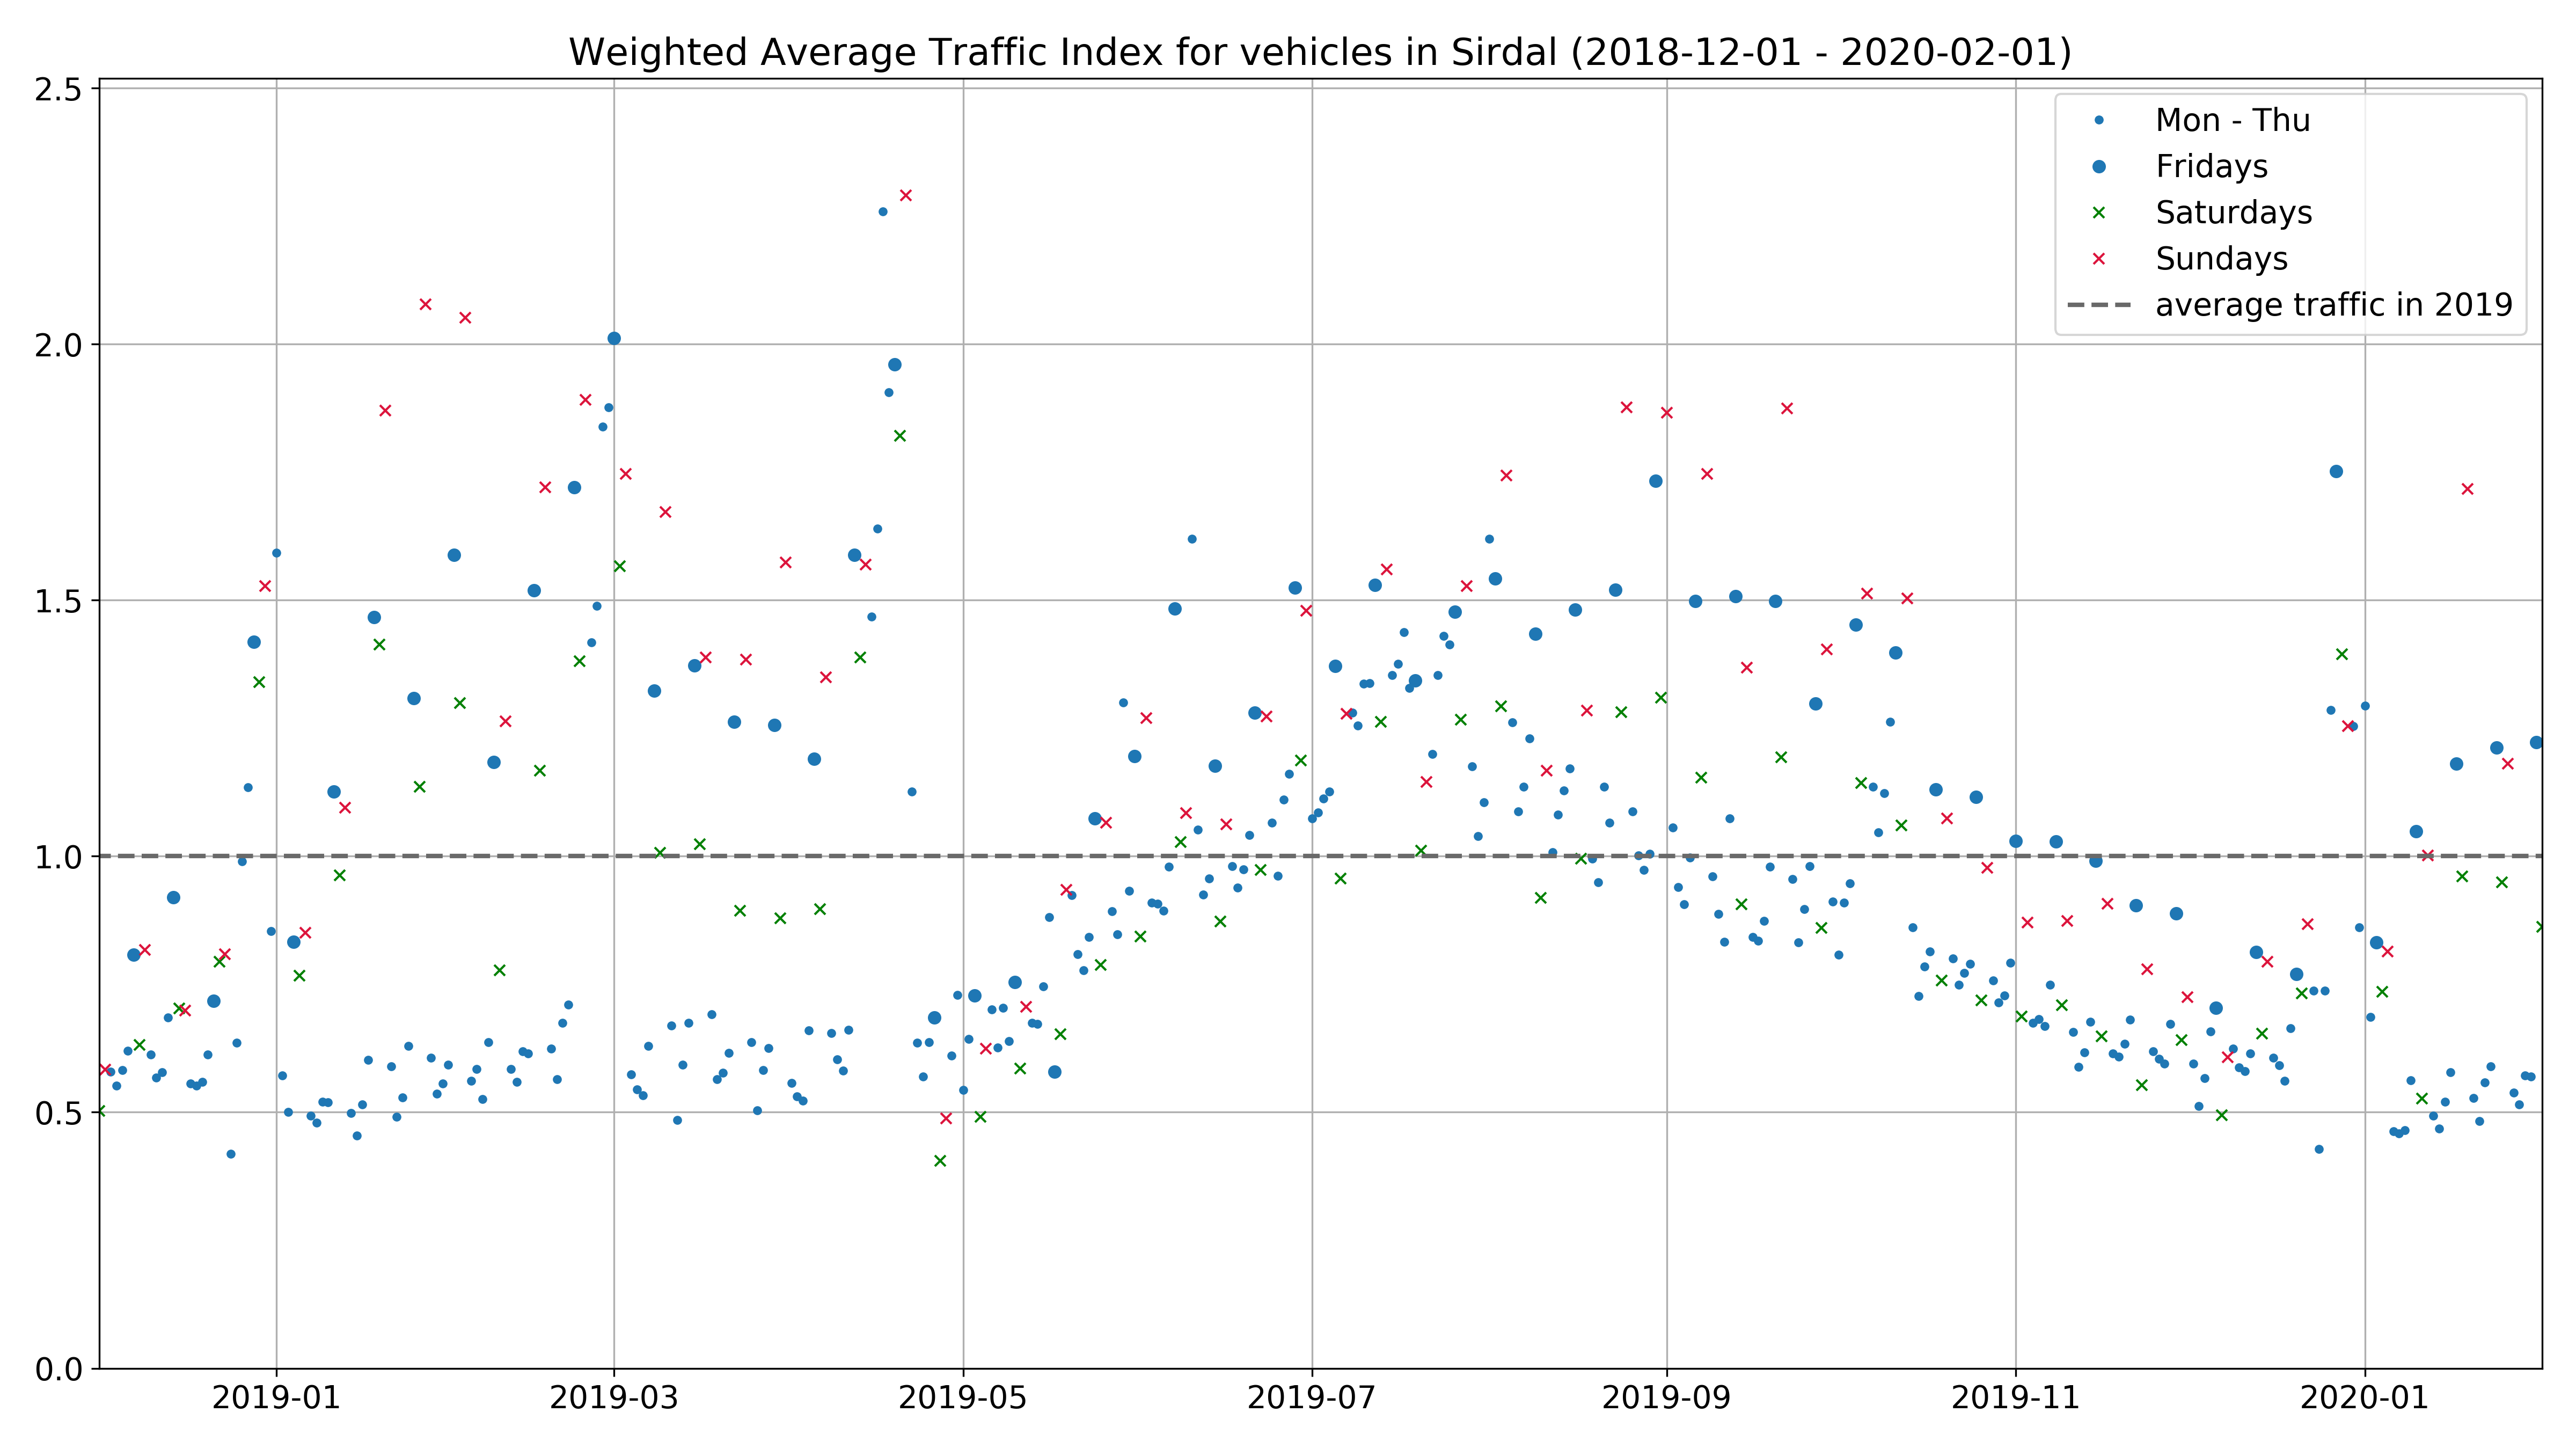 Weighted Average Traffic Index for vehicles in Sirdal (2018-12-01 - 2020-02-01)
2.5
2.0
1.5
1.0
0.5
0.0
Mon - Thu
Fridays
Saturdays
Sundays
average traffic in 2019
2019-01
2019-03
2019-05
2019-07
2019-09
2019-11
2020-01